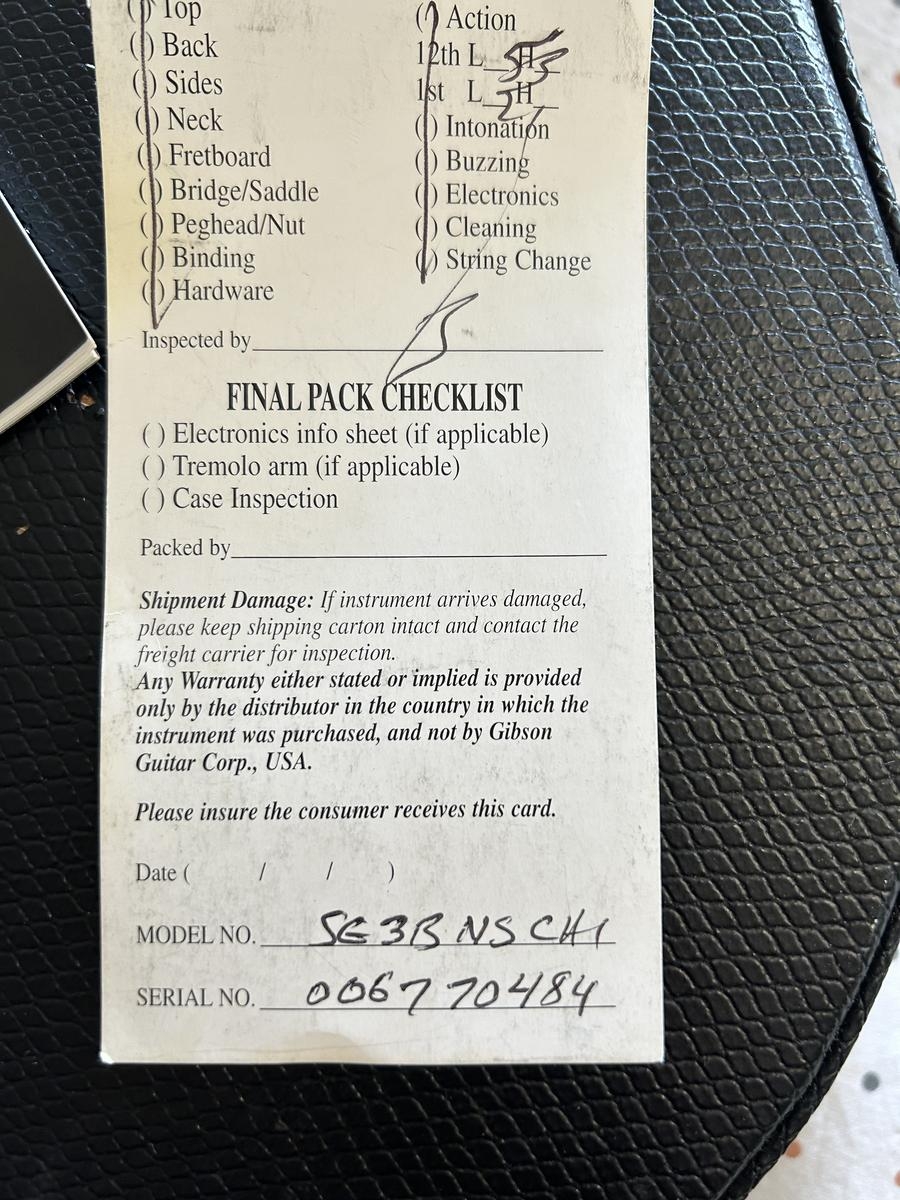 ( ) Top
( ) Back
( ) Sides
( ) Neck
( ) Fretboard
( ) Bridge/Saddle
( ) Peghead/Nut
( ) Binding
( ) Hardware
( ) Action
12th L H
1st L H
( ) Intonation
( ) Buzzing
( ) Electronics
( ) Cleaning
( ) String Change
Inspected by
FINAL PACK CHECKLIST
( ) Electronics info sheet (if applicable)
( ) Tremolo arm (if applicable)
( ) Case Inspection
Packed by
Shipment Damage: If instrument arrives damaged,
please keep shipping carton intact and contact the
freight carrier for inspection.
Any Warranty either stated or implied is provided
only by the distributor in the country in which the
instrument was purchased, and not by Gibson
Guitar Corp., USA.
Please insure the consumer receives this card.
Date ( / / )
MODEL NO. SE3B NS CH1
SERIAL NO. 006770484